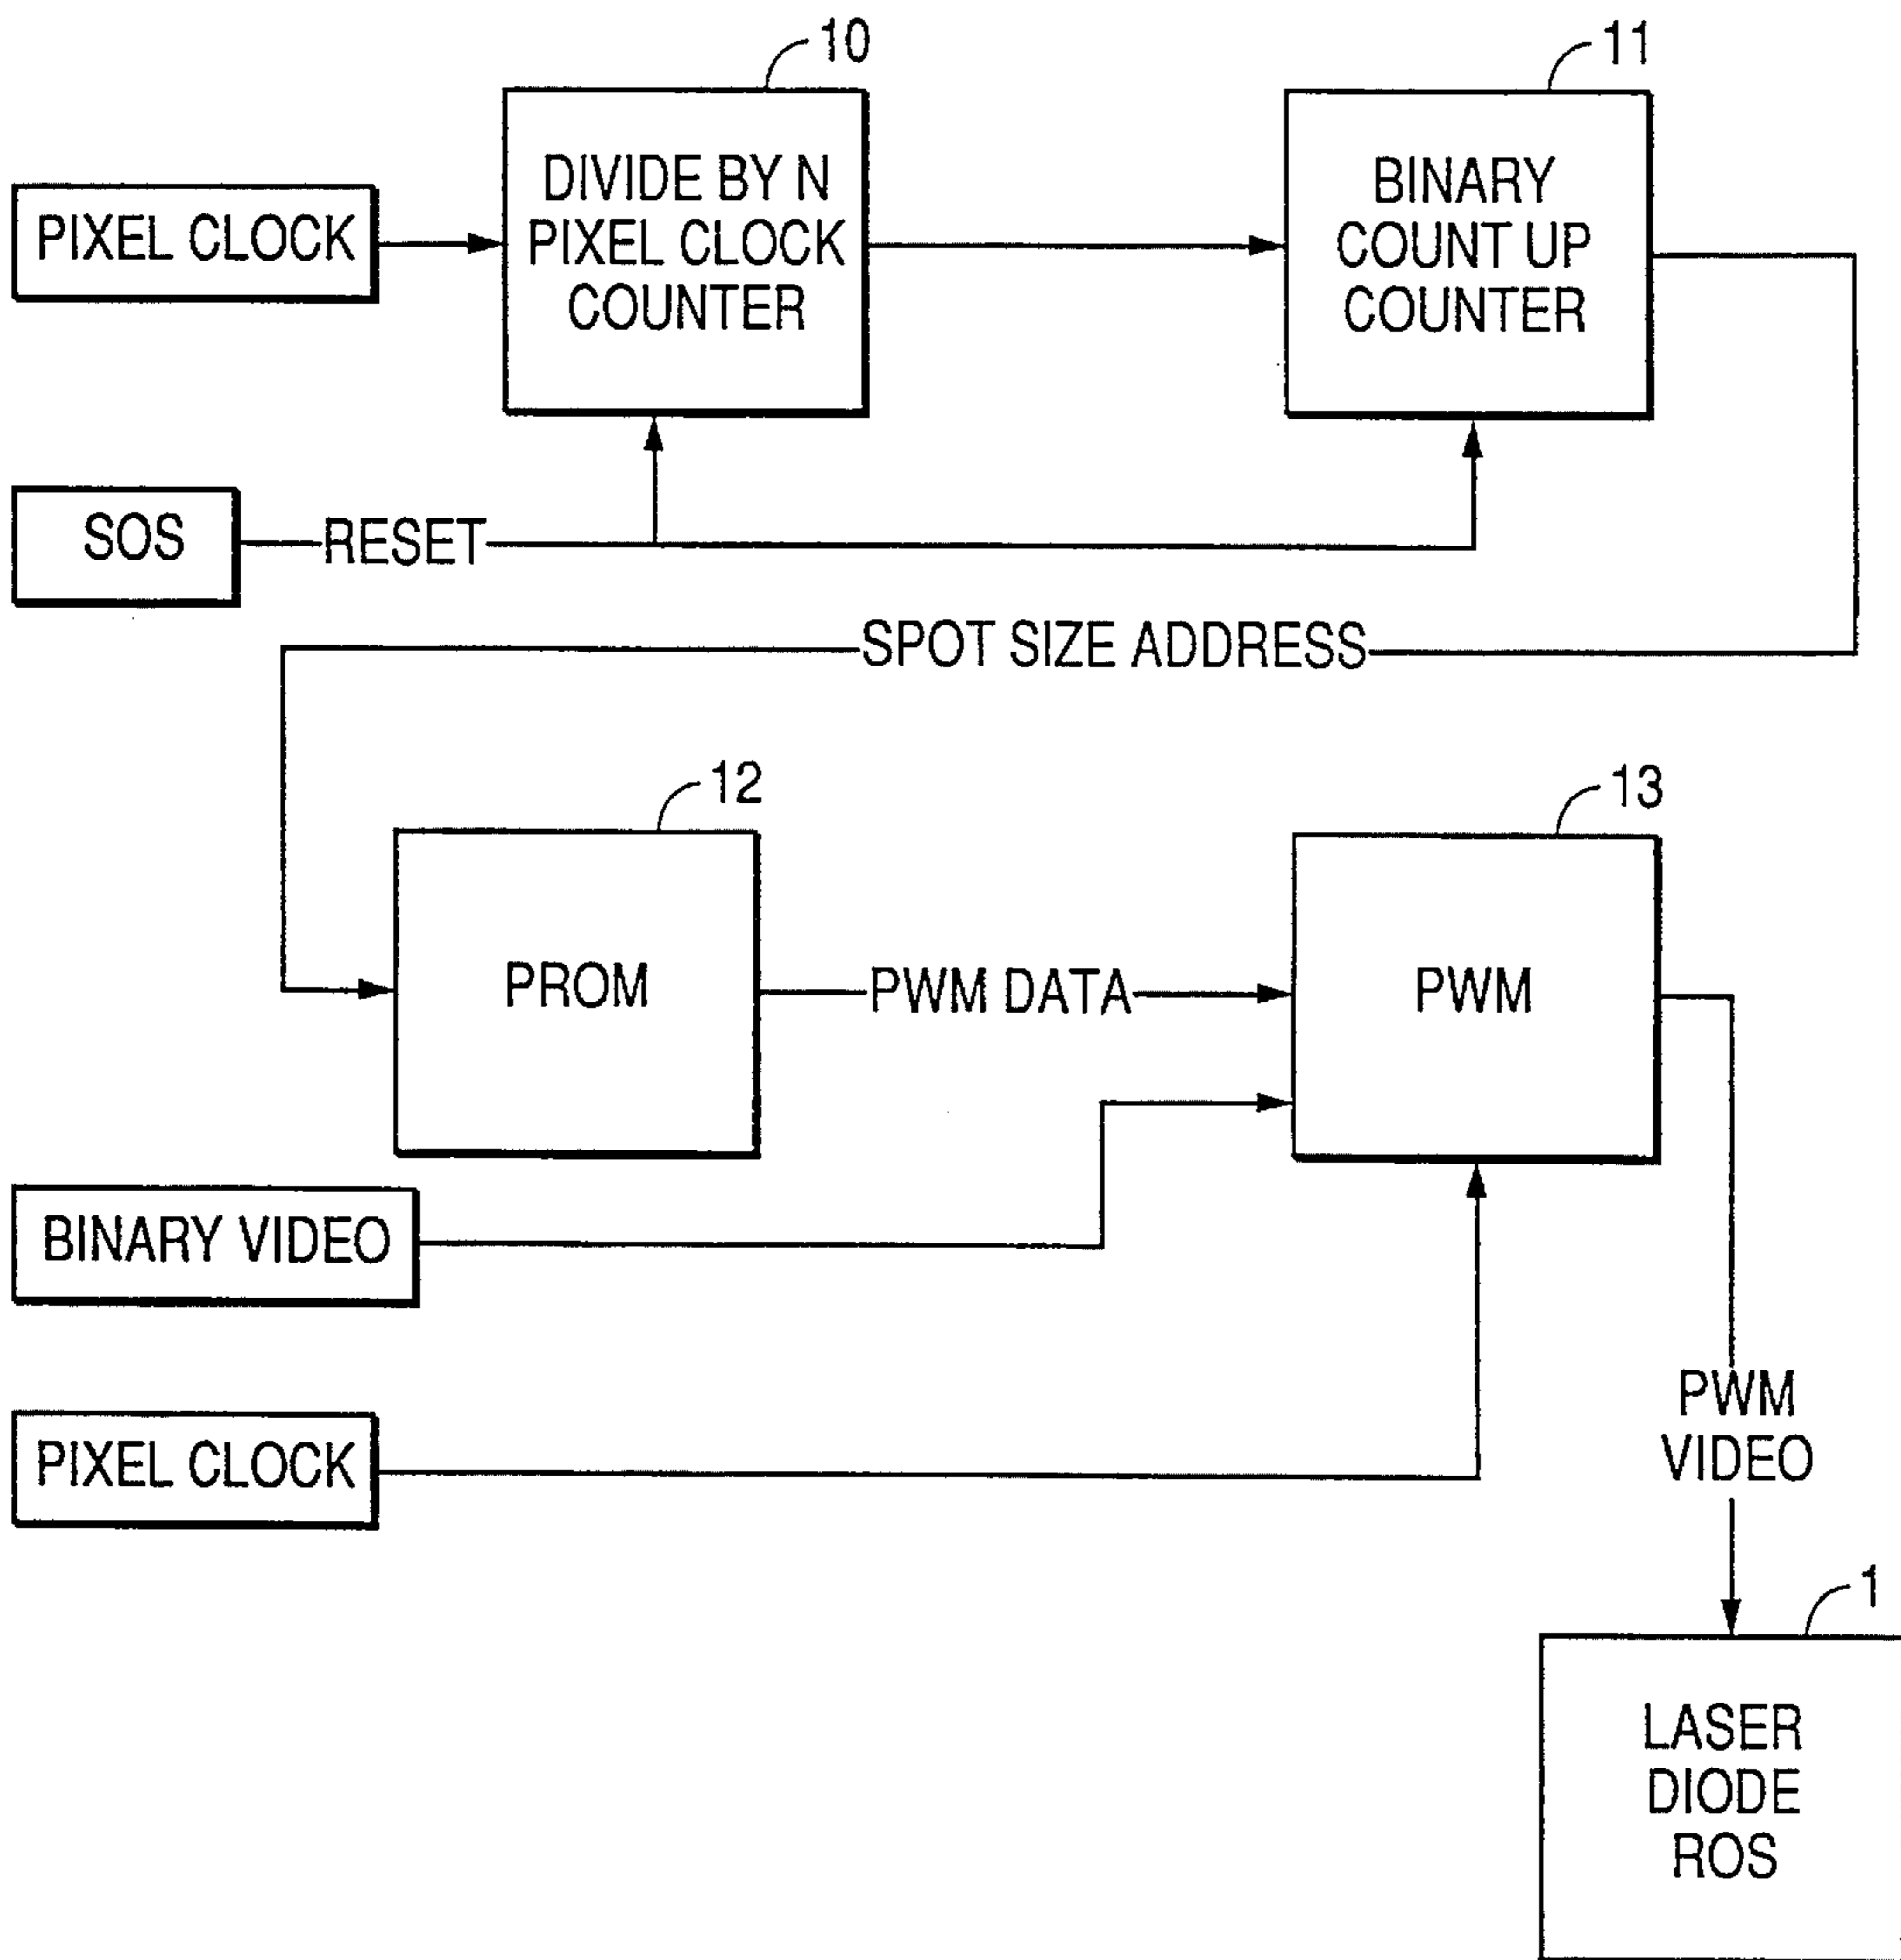 10
11
DIVIDE BY N
PIXEL CLOCK
COUNTER
BINARY
COUNT UP
COUNTER
PIXEL CLOCK
SOS
RESET
SPOT SIZE ADDRESS
12
13
PROM
PWM DATA
PWM
BINARY VIDEO
PIXEL CLOCK
PWM
VIDEO
1
LASER
DIODE
ROS